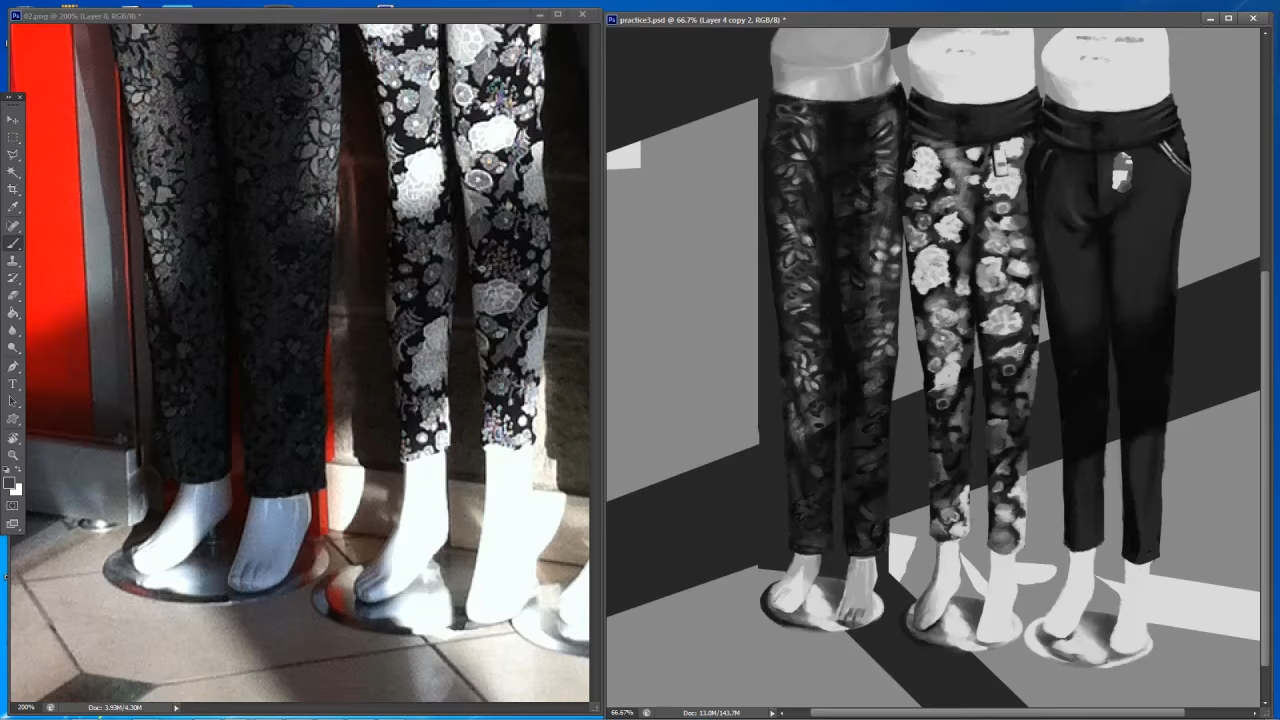 02.png @ 200% (Layer 0, RGB/8) *
practice3.psd @ 66.7% (Layer 4 copy 2, RGB/8) *
200%
Doc: 3.93M/4.30M
66.67%
Doc: 13.0M/143.7M